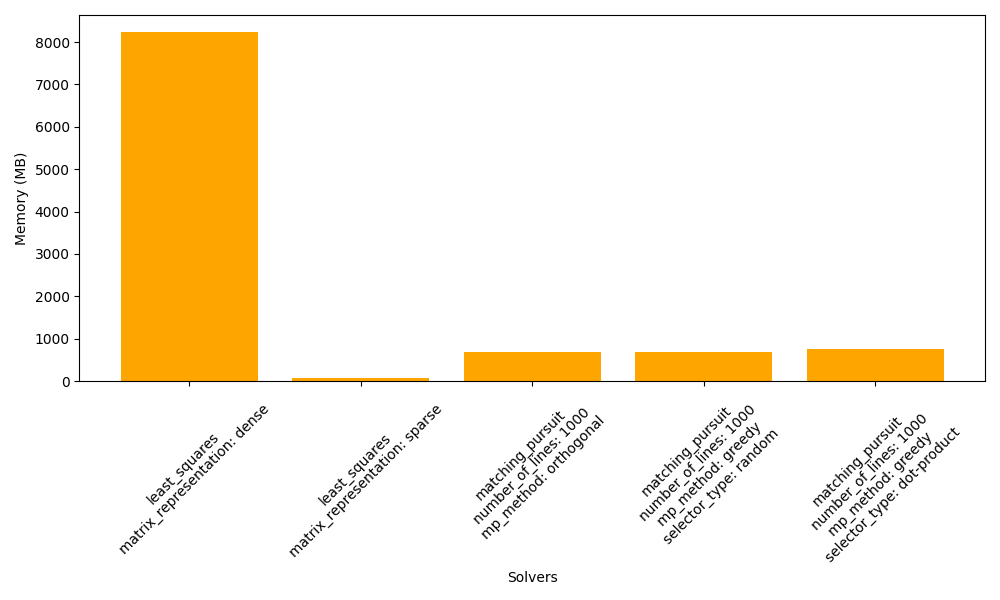 8000
7000
6000
5000
4000
3000
2000
1000
0
Memory (MB)
least_squares
matrix_representation: dense
least_squares
matrix_representation: sparse
matching_pursuit
number_of_lines: 1000
mp_method: orthogonal
matching_pursuit
number_of_lines: 1000
mp_method: greedy
selector_type: random
matching_pursuit
number_of_lines: 1000
mp_method: greedy
selector_type: dot-product
Solvers